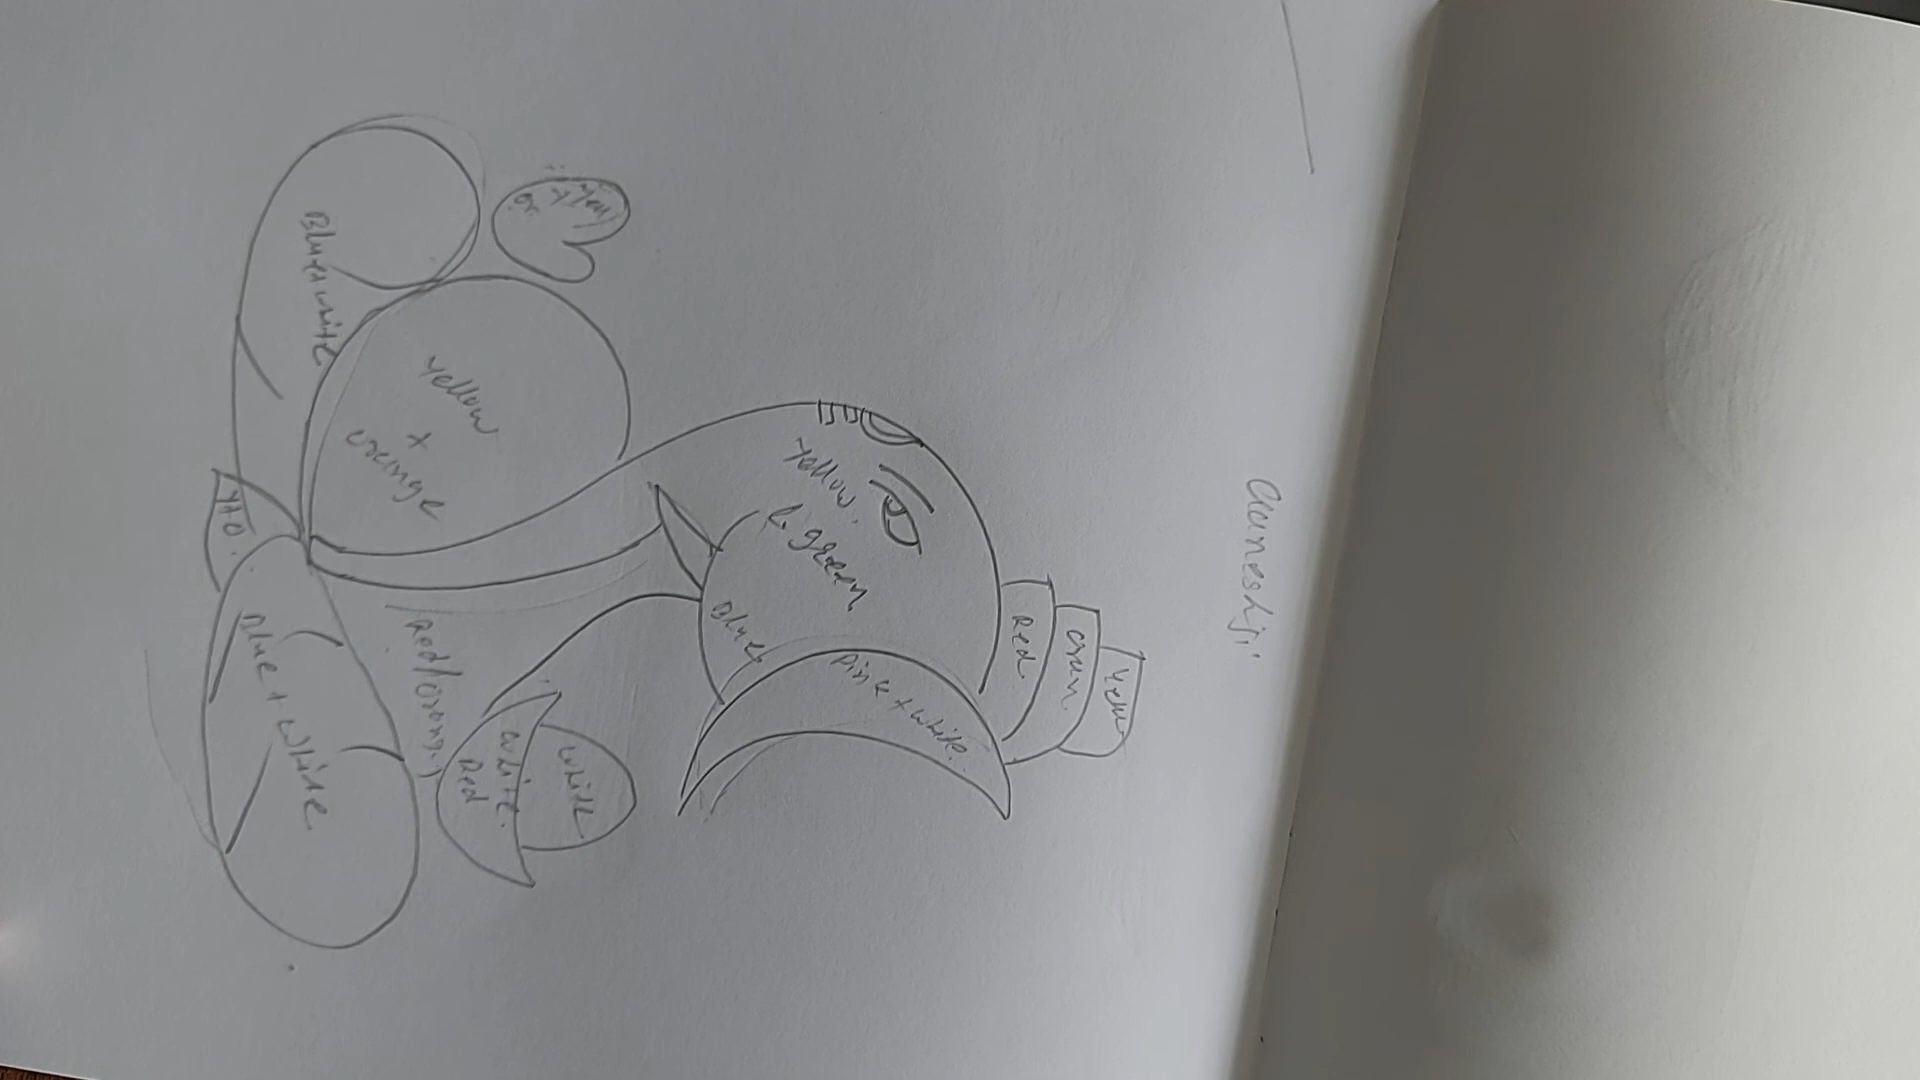 Ganeshji
Yellow
Oran
Red
Pink + white
Yellow.
L. green
Blue
White
White.
Red
Red/orange
Yellow
+
orange
Blue + white
Y+O.
Blue + White